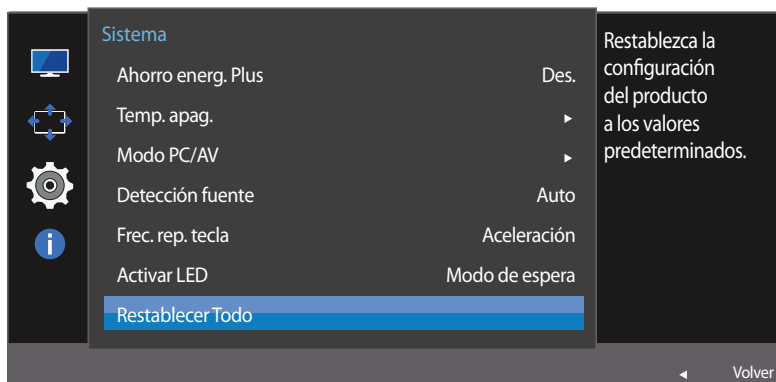 Sistema
Ahorro energ. Plus Des.
Temp. apag. ►
Modo PC/AV ►
Detección fuente Auto
Frec. rep. tecla Aceleración
Activar LED Modo de espera
Restablecer Todo
Restablezca la
configuración
del producto
a los valores
predeterminados.
◄ Volver